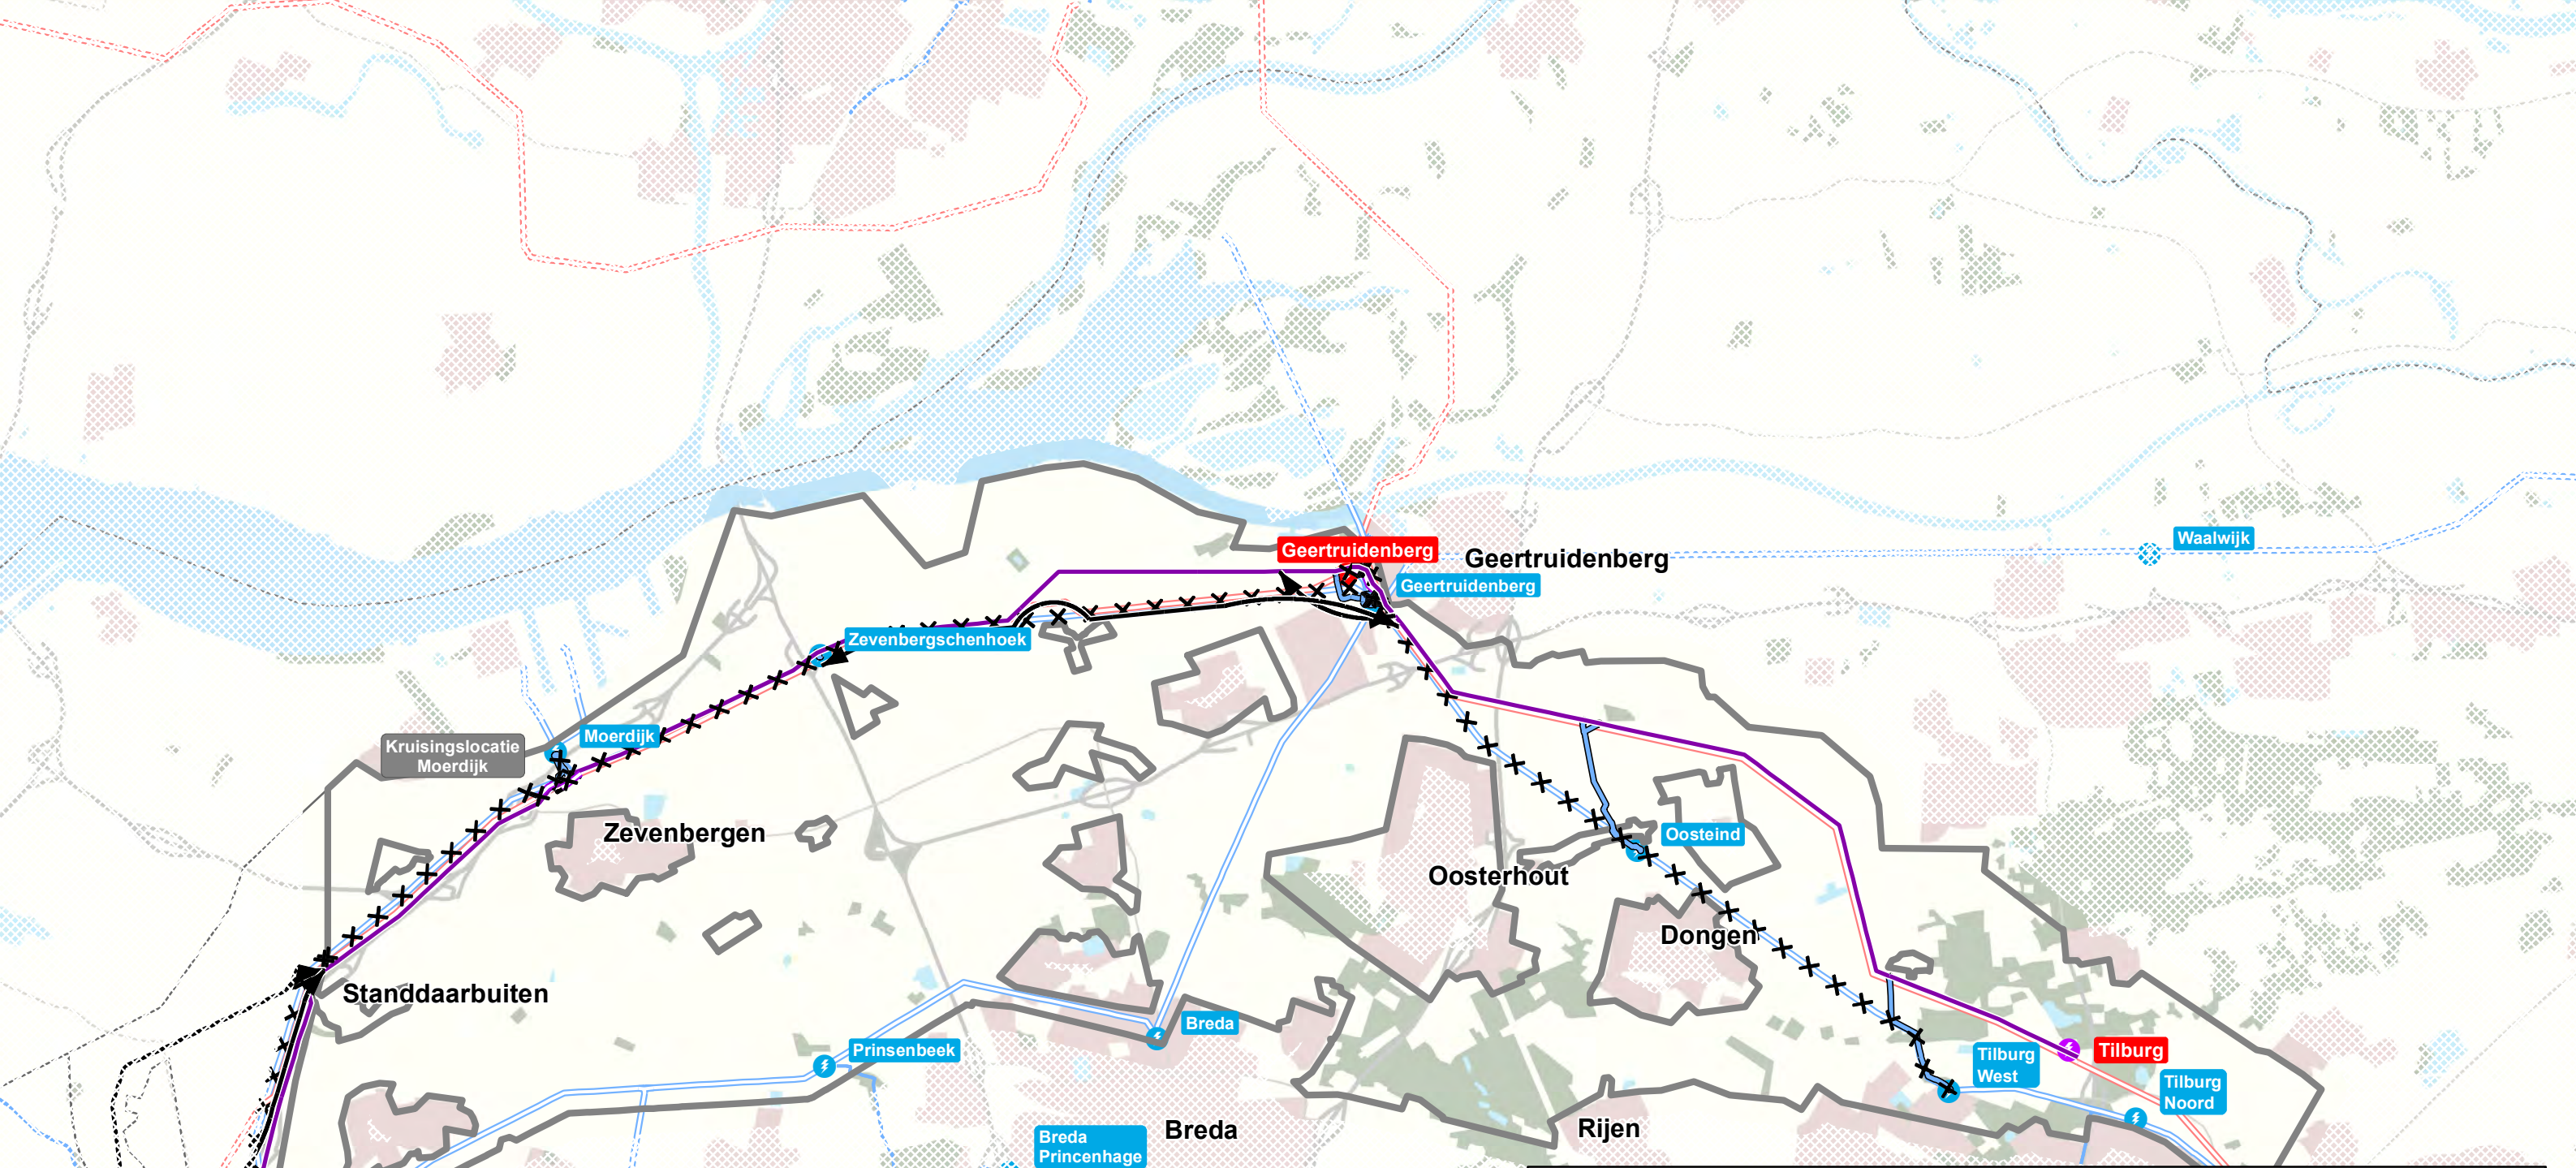 Waalwijk
Geertruidenberg
Geertruidenberg
Geertruidenberg
Zevenbergschenhoek
Moerdijk
Kruisingslocatie
Moerdijk
Zevenbergen
Oosteind
Oosterhout
Dongen
Standdaarbuiten
Breda
Prinsenbeek
Tilburg
Tilburg
West
Tilburg
Noord
Breda
Rijen
Breda
Princenhage